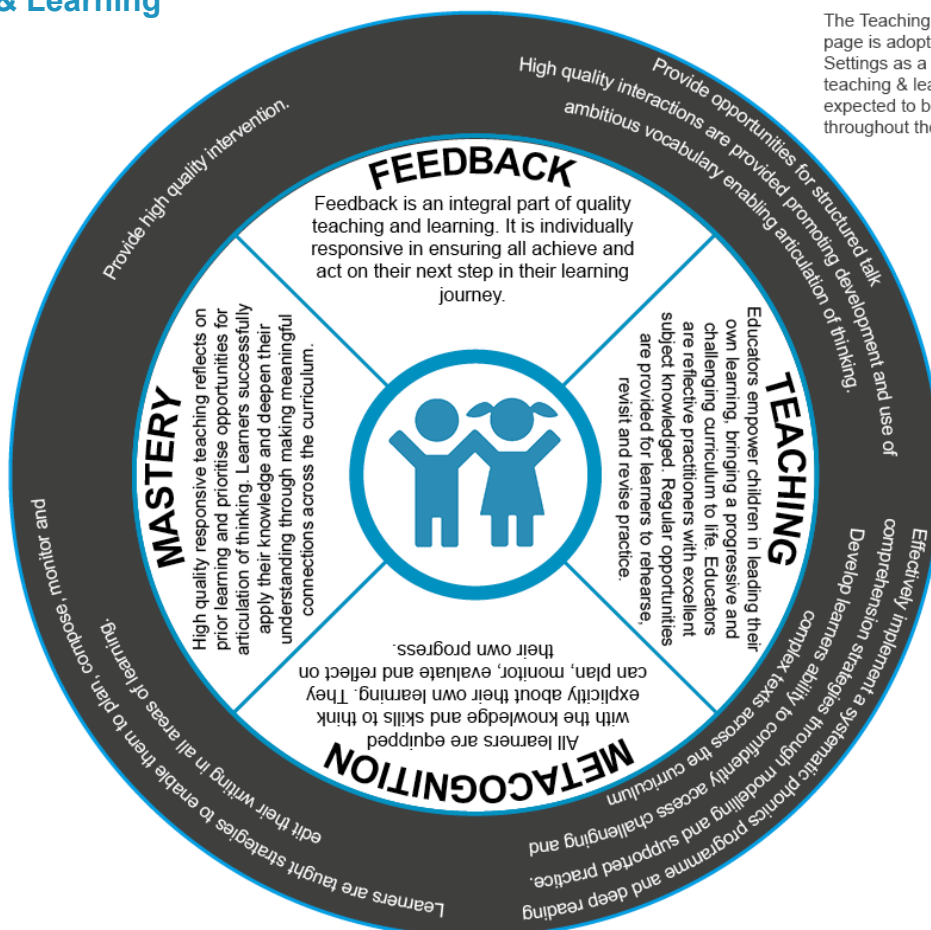 & Learning
The Teaching
page is adopt
Settings as a
teaching & lea
expected to b
throughout the
Provide high quality intervention.
Provide opportunities for structured talk
High quality interactions are provided promoting development and use of
ambitious vocabulary enabling articulation of thinking.
FEEDBACK
Feedback is an integral part of quality
teaching and learning. It is individually
responsive in ensuring all achieve and
act on their next step in their learning
journey.
TEACHING
Educators empower children in leading their
own learning, bringing a progressive and
challenging curriculum to life. Educators
are reflective practitioners with excellent
subject knowledged. Regular opportunities
are provided for learners to rehearse,
revisit and revise practice.
METACOGNITION
All learners are equipped
with the knowledge and skills to think
explicitly about their own learning. They
can plan, monitor, evaluate and reflect on
their own progress.
MASTERY
High quality responsive teaching reflects on
prior learning and prioritise opportunities for
articulation of thinking. Learners successfully
apply their knowledge and deepen their
understanding through making meaningful
connections across the curriculum.
Effectively implement a systematic phonics programme and deep reading
comprehension strategies through modelling and supported practice.
Develop learners ability to confidently access challenging and
complex texts across the curriculum
Learners are taught strategies to enable them to plan, compose, monitor and
edit their writing in all areas of learning.